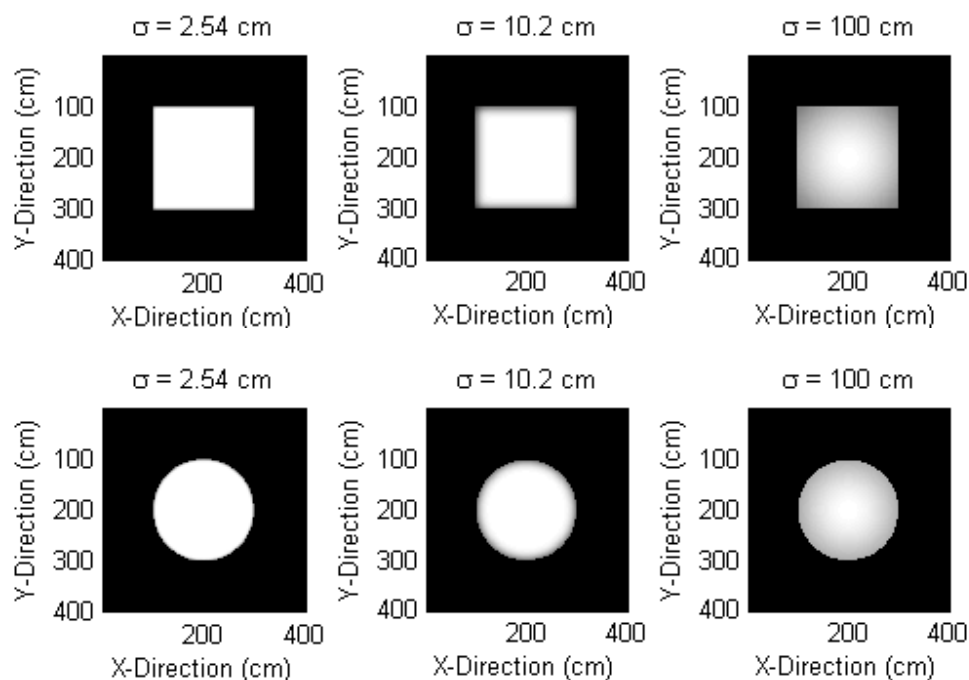 σ = 2.54 cm
σ = 10.2 cm
σ = 100 cm
Y-Direction (cm)
100
200
300
400
200
400
X-Direction (cm)
Y-Direction (cm)
100
200
300
400
200
400
X-Direction (cm)
Y-Direction (cm)
100
200
300
400
200
400
X-Direction (cm)
σ = 2.54 cm
σ = 10.2 cm
σ = 100 cm
Y-Direction (cm)
100
200
300
400
200
400
X-Direction (cm)
Y-Direction (cm)
100
200
300
400
200
400
X-Direction (cm)
Y-Direction (cm)
100
200
300
400
200
400
X-Direction (cm)